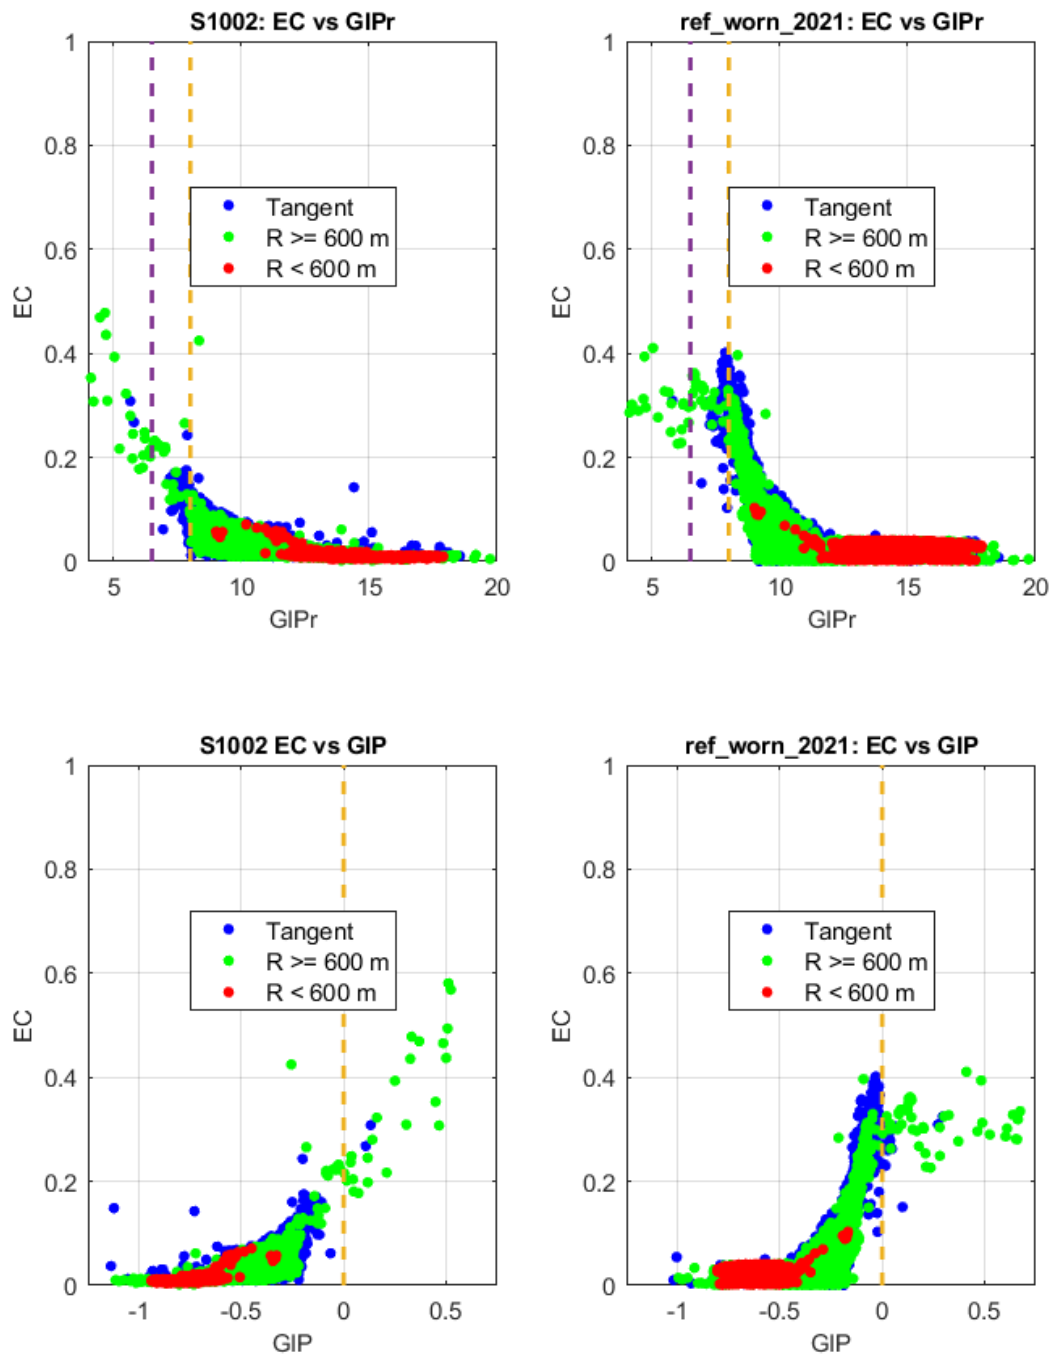 S1002: EC vs GIPr
1
0.8
0.6
0.4
0.2
0
EC
Tangent
R >= 600 m
R < 600 m
5 10 15 20
GIPr
ref_worn_2021: EC vs GIPr
1
0.8
0.6
0.4
0.2
0
EC
Tangent
R >= 600 m
R < 600 m
5 10 15 20
GIPr
S1002 EC vs GIP
1
0.8
0.6
0.4
0.2
0
EC
Tangent
R >= 600 m
R < 600 m
-1 -0.5 0 0.5
GIP
ref_worn_2021: EC vs GIP
1
0.8
0.6
0.4
0.2
0
EC
Tangent
R >= 600 m
R < 600 m
-1 -0.5 0 0.5
GIP